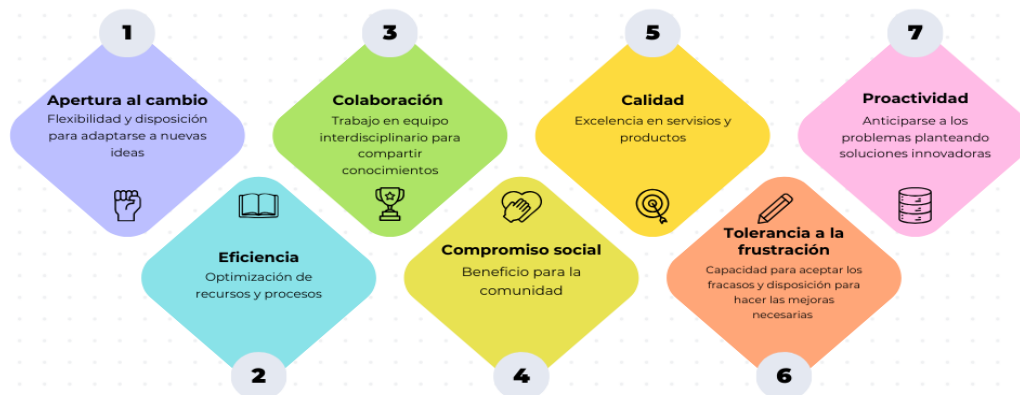 1
Apertura al cambio
Flexibilidad y disposición
para adaptarse a nuevas
ideas
2
Eficiencia
Optimización de
recursos y procesos
3
Colaboración
Trabajo en equipo
interdisciplinario para
compartir
conocimientos
4
Compromiso social
Beneficio para la
comunidad
5
Calidad
Excelencia en servisios y
productos
6
Tolerancia a la
frustración
Capacidad para aceptar los
fracasos y disposición para
hacer las mejoras
necesarias
7
Proactividad
Anticiparse a los
problemas planteando
soluciones innovadoras